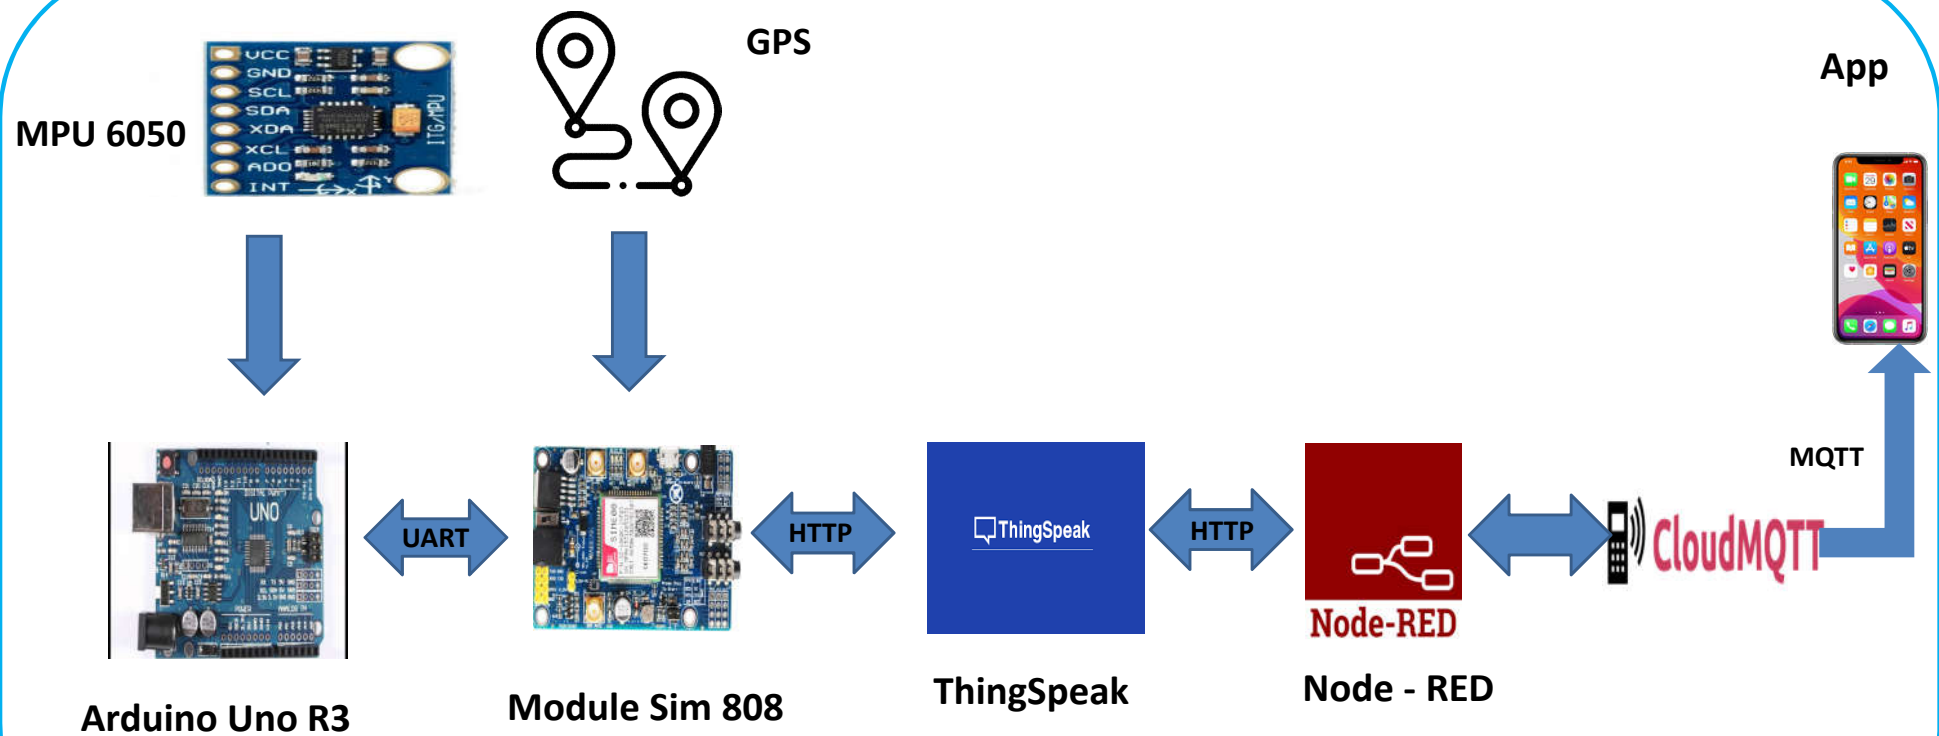 GPS
App
MPU 6050
VCC
GND
SCL
SDA
XDA
XCL
ADO
INT
ITG/MPU
UNO
UART
HTTP
ThingSpeak
HTTP
Node-RED
CloudMQTT
MQTT
Arduino Uno R3
Module Sim 808
ThingSpeak
Node - RED